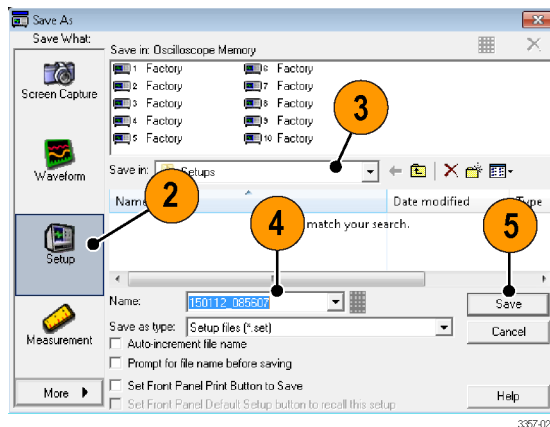 Save As
Save What:
Save in: Oscilloscope Memory
1 Factory
2 Factory
3 Factory
4 Factory
5 Factory
6 Factory
7 Factory
8 Factory
9 Factory
10 Factory
Screen Capture
Waveform
Setup
Measurement
More
3
Save in: Setups
2
Name
Date modified
Type
match your search.
4
5
Name: 150112_085607
Save
Save as type: Setup files (*.set)
Cancel
Auto-increment file name
Prompt for file name before saving
Set Front Panel Print Button to Save
Set Front Panel Default Setup button to recall this setup
Help
3357-02